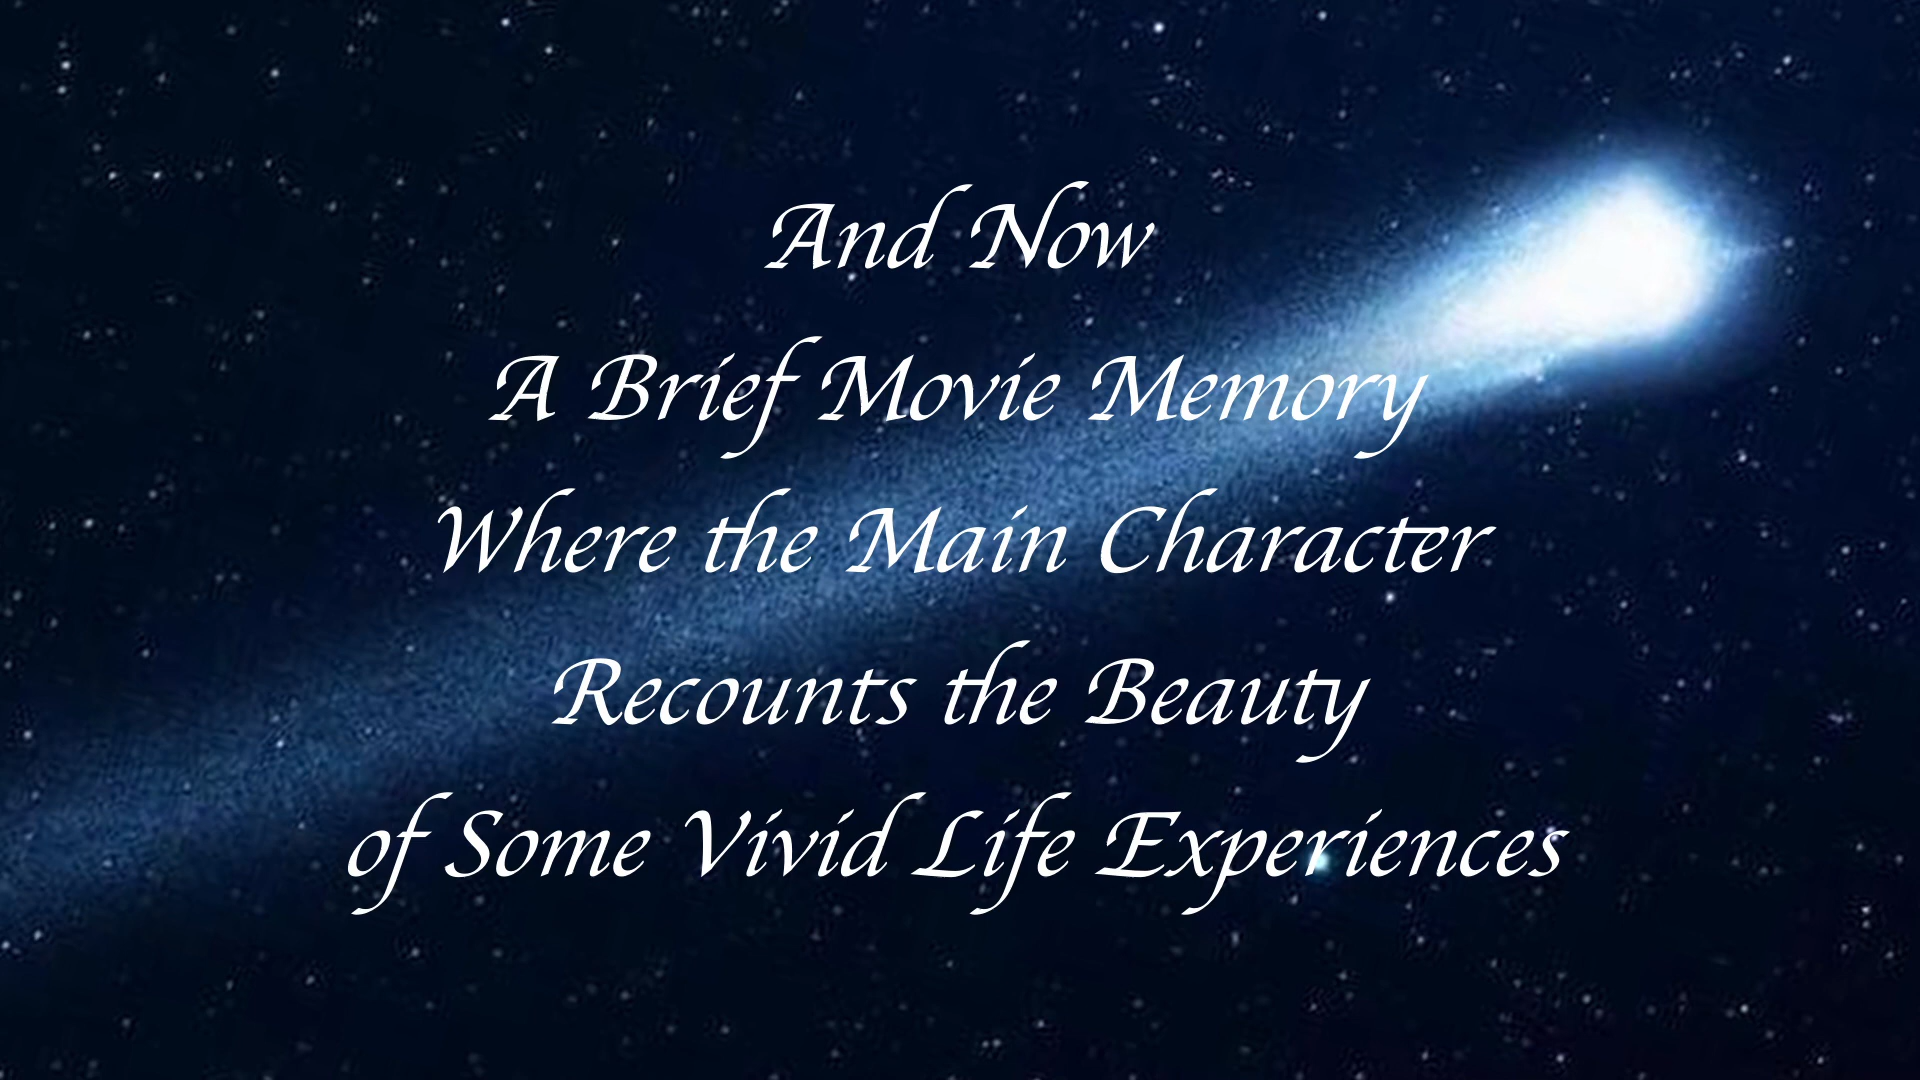 And Now
A Brief Movie Memory
Where the Main Character
Recounts the Beauty
of Some Vivid Life Experiences